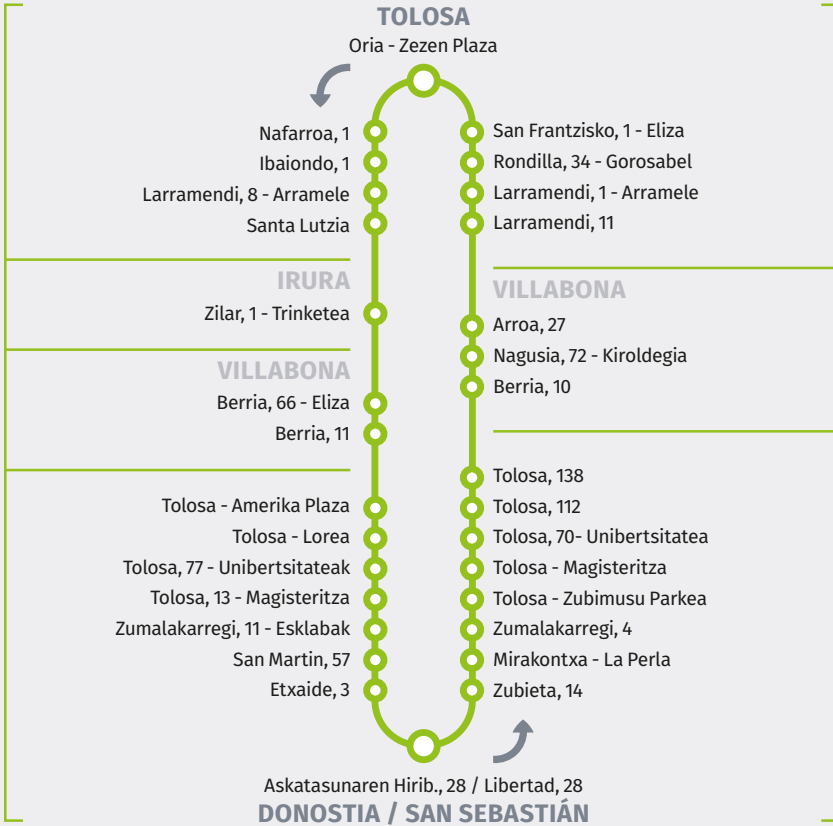 TOLOSA
Oria - Zezen Plaza
Nafarroa, 1
Ibaiondo, 1
Larramendi, 8 - Arramele
Santa Lutzia
IRURA
Zilar, 1 - Trinketea
VILLABONA
Berria, 66 - Eliza
Berria, 11
Tolosa - Amerika Plaza
Tolosa - Lorea
Tolosa, 77 - Unibertsitateak
Tolosa, 13 - Magisteritza
Zumalakarregi, 11 - Esklabak
San Martin, 57
Etxaide, 3
San Frantzisko, 1 - Eliza
Rondilla, 34 - Gorosabel
Larramendi, 1 - Arramele
Larramendi, 11
VILLABONA
Arroa, 27
Nagusia, 72 - Kiroldegia
Berria, 10
Tolosa, 138
Tolosa, 112
Tolosa, 70- Unibertsitatea
Tolosa - Magisteritza
Tolosa - Zubimusu Parkea
Zumalakarregi, 4
Mirakontxa - La Perla
Zubieta, 14
Askatasunaren Hirib., 28 / Libertad, 28
DONOSTIA / SAN SEBASTIÁN